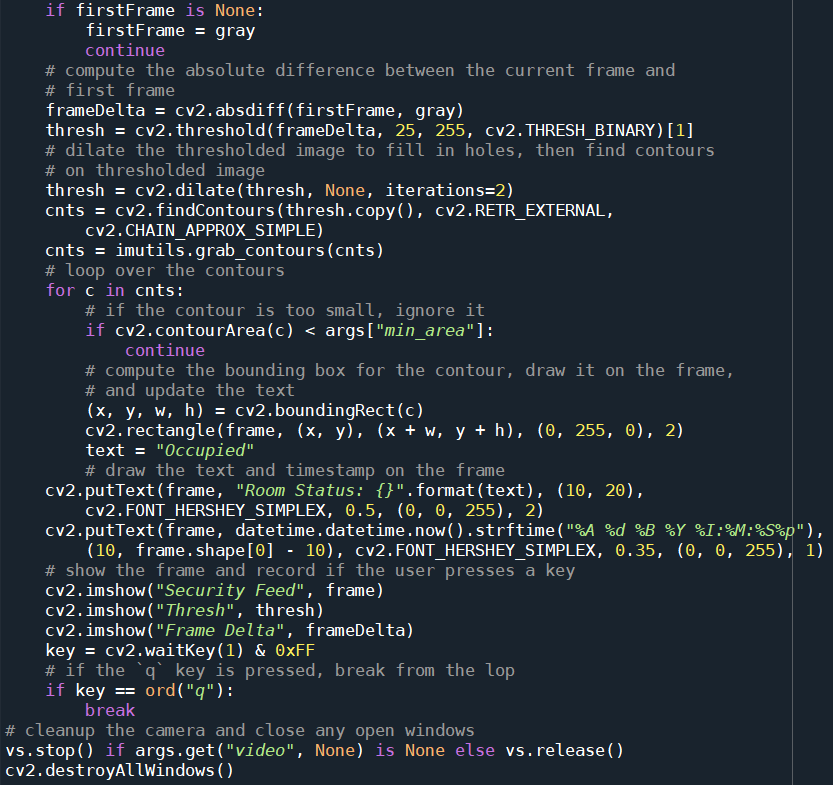 if firstFrame is None:
        firstFrame = gray
        continue
    # compute the absolute difference between the current frame and
    # first frame
    frameDelta = cv2.absdiff(firstFrame, gray)
    thresh = cv2.threshold(frameDelta, 25, 255, cv2.THRESH_BINARY)[1]
    # dilate the thresholded image to fill in holes, then find contours
    # on thresholded image
    thresh = cv2.dilate(thresh, None, iterations=2)
    cnts = cv2.findContours(thresh.copy(), cv2.RETR_EXTERNAL,
        cv2.CHAIN_APPROX_SIMPLE)
    cnts = imutils.grab_contours(cnts)
    # loop over the contours
    for c in cnts:
        # if the contour is too small, ignore it
        if cv2.contourArea(c) < args["min_area"]:
            continue
        # compute the bounding box for the contour, draw it on the frame,
        # and update the text
        (x, y, w, h) = cv2.boundingRect(c)
        cv2.rectangle(frame, (x, y), (x + w, y + h), (0, 255, 0), 2)
        text = "Occupied"
        # draw the text and timestamp on the frame
    cv2.putText(frame, "Room Status: {}".format(text), (10, 20),
        cv2.FONT_HERSHEY_SIMPLEX, 0.5, (0, 0, 255), 2)
    cv2.putText(frame, datetime.datetime.now().strftime("%A %d %B %Y %I:%M:%S%p"),
        (10, frame.shape[0] - 10), cv2.FONT_HERSHEY_SIMPLEX, 0.35, (0, 0, 255), 1)
    # show the frame and record if the user presses a key
    cv2.imshow("Security Feed", frame)
    cv2.imshow("Thresh", thresh)
    cv2.imshow("Frame Delta", frameDelta)
    key = cv2.waitKey(1) & 0xFF
    # if the `q` key is pressed, break from the lop
    if key == ord("q"):
        break
# cleanup the camera and close any open windows
vs.stop() if args.get("video", None) is None else vs.release()
cv2.destroyAllWindows()